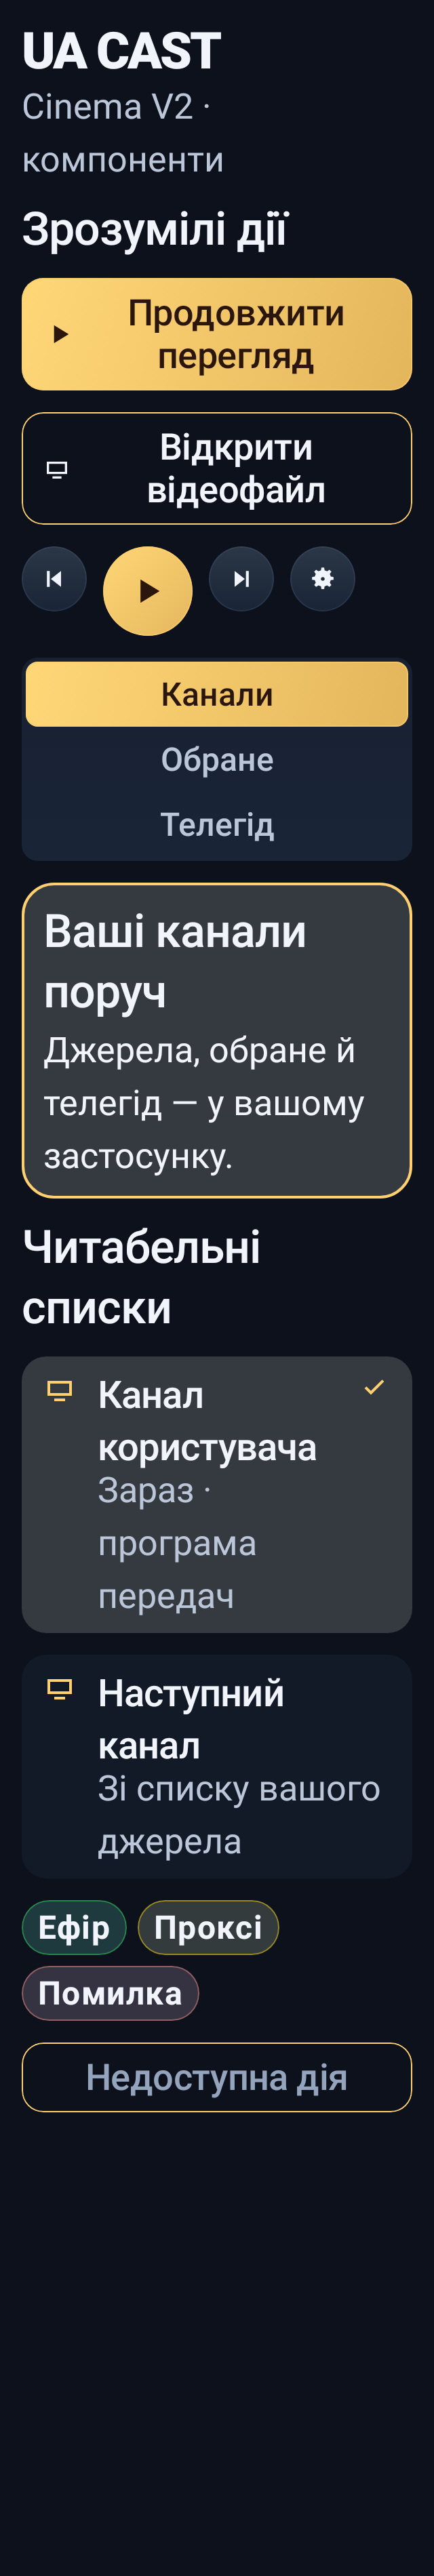 UA CAST
Cinema V2 ·
компоненти
Зрозумілі дії
Продовжити
перегляд
Відкрити
відеофайл
Канали
Обране
Телегід
Ваші канали
поруч
Джерела, обране й
телегід — у вашому
застосунку.
Читабельні
списки
Канал
користувача
Зараз ·
програма
передач
Наступний
канал
Зі списку вашого
джерела
Ефір
Проксі
Помилка
Недоступна дія